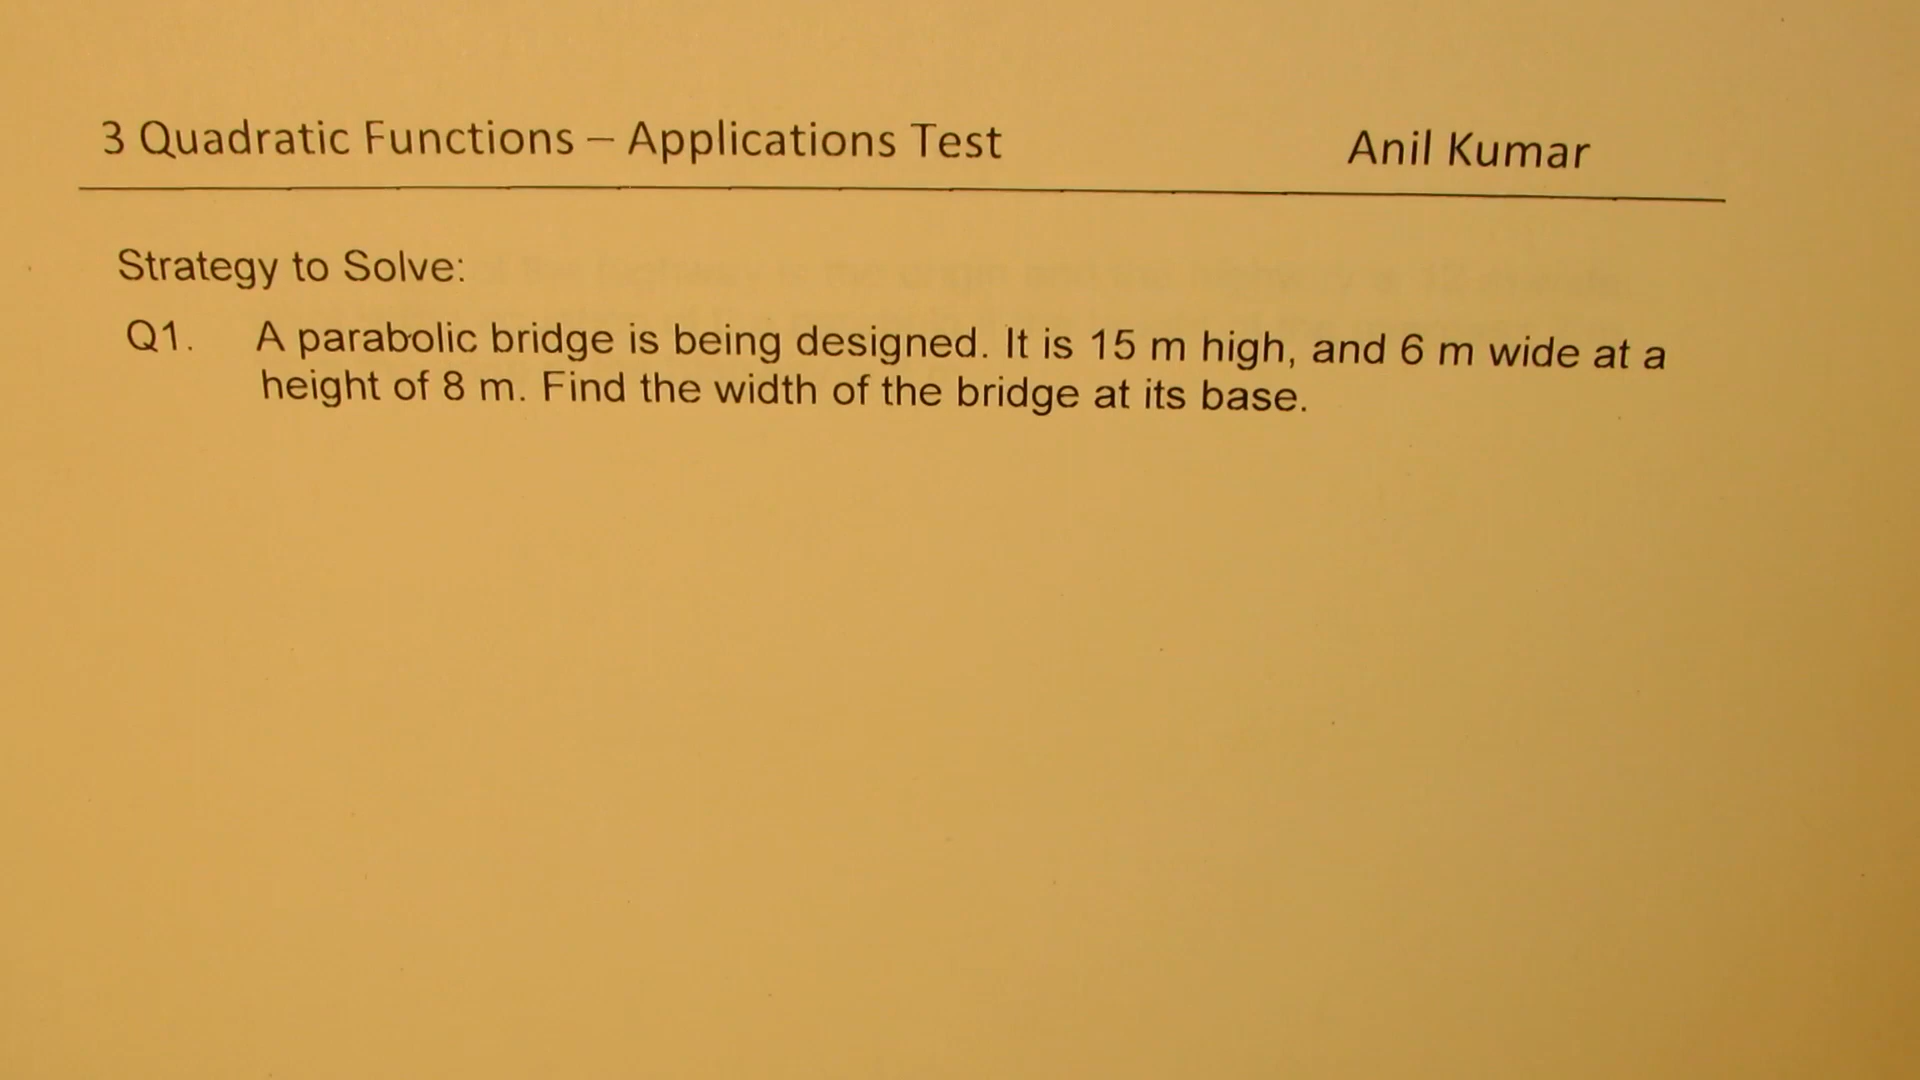 3 Quadratic Functions – Applications Test
Anil Kumar
Strategy to Solve:
Q1. A parabolic bridge is being designed. It is 15 m high, and 6 m wide at a
height of 8 m. Find the width of the bridge at its base.